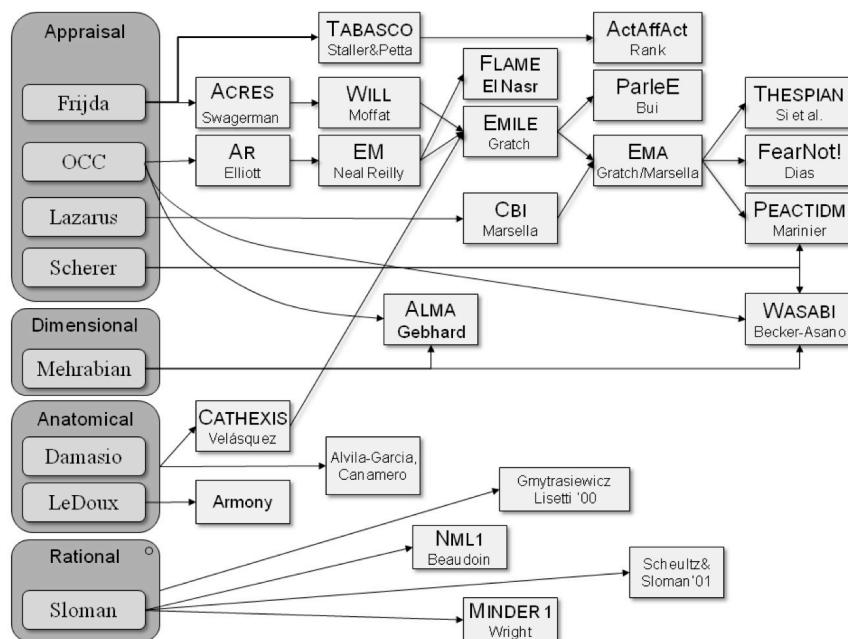 Appraisal
Frijda
OCC
Lazarus
Scherer
Dimensional
Mehrabian
Anatomical
Damasio
LeDoux
Rational
Sloman
TABASCO
Staller&Petta
ActAffAct
Rank
ACRES
Swagerman
WILL
Moffat
FLAME
El Nasr
EMILE
Gratch
ParleE
Bui
THESPIAN
Si et al.
AR
Elliott
EM
Neal Reilly
EMA
Gratch/Marsella
FearNot!
Dias
CBI
Marsella
PEACTIDM
Marinier
ALMA
Gebhard
WASABI
Becker-Asano
CATHEXIS
Velásquez
Alvila-Garcia,
Canamero
Armony
Gmytrasiewicz
Lisetti '00
NML1
Beaudoin
Scheultz&
Sloman'01
MINDER 1
Wright